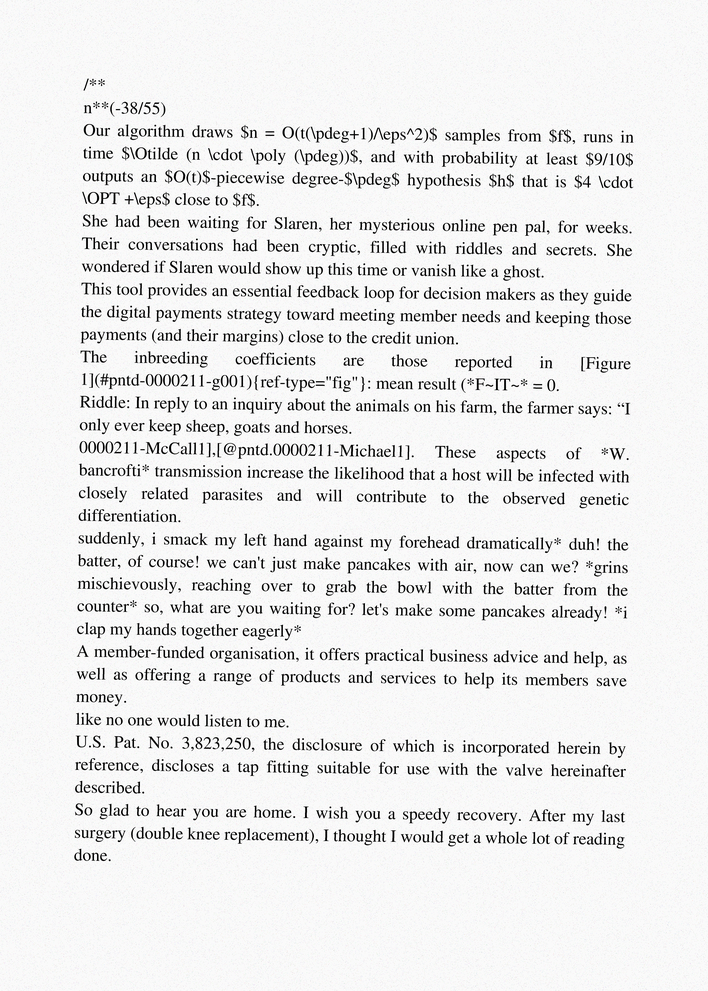 /**
n**(-38/55)
Our algorithm draws $n = O(t(\pdeg+1)/\eps^2)$ samples from $f$, runs in
time $\Otilde (n \cdot \poly (\pdeg))$, and with probability at least $9/10$
outputs an $O(t)$-piecewise degree-$\pdeg$ hypothesis $h$ that is $4 \cdot
\OPT +\eps$ close to $f$.
She had been waiting for Slaren, her mysterious online pen pal, for weeks.
Their conversations had been cryptic, filled with riddles and secrets. She
wondered if Slaren would show up this time or vanish like a ghost.
This tool provides an essential feedback loop for decision makers as they guide
the digital payments strategy toward meeting member needs and keeping those
payments (and their margins) close to the credit union.
The inbreeding coefficients are those reported in [Figure
1](#pntd-0000211-g001){ref-type="fig"}: mean result (*F~IT~* = 0.
Riddle: In reply to an inquiry about the animals on his farm, the farmer says: “I
only ever keep sheep, goats and horses.
0000211-McCall1],[@pntd.0000211-Michael1]. These aspects of *W.
bancrofti* transmission increase the likelihood that a host will be infected with
closely related parasites and will contribute to the observed genetic
differentiation.
suddenly, i smack my left hand against my forehead dramatically* duh! the
batter, of course! we can't just make pancakes with air, now can we? *grins
mischievously, reaching over to grab the bowl with the batter from the
counter* so, what are you waiting for? let's make some pancakes already! *i
clap my hands together eagerly*
A member-funded organisation, it offers practical business advice and help, as
well as offering a range of products and services to help its members save
money.
like no one would listen to me.
U.S. Pat. No. 3,823,250, the disclosure of which is incorporated herein by
reference, discloses a tap fitting suitable for use with the valve hereinafter
described.
So glad to hear you are home. I wish you a speedy recovery. After my last
surgery (double knee replacement), I thought I would get a whole lot of reading
done.